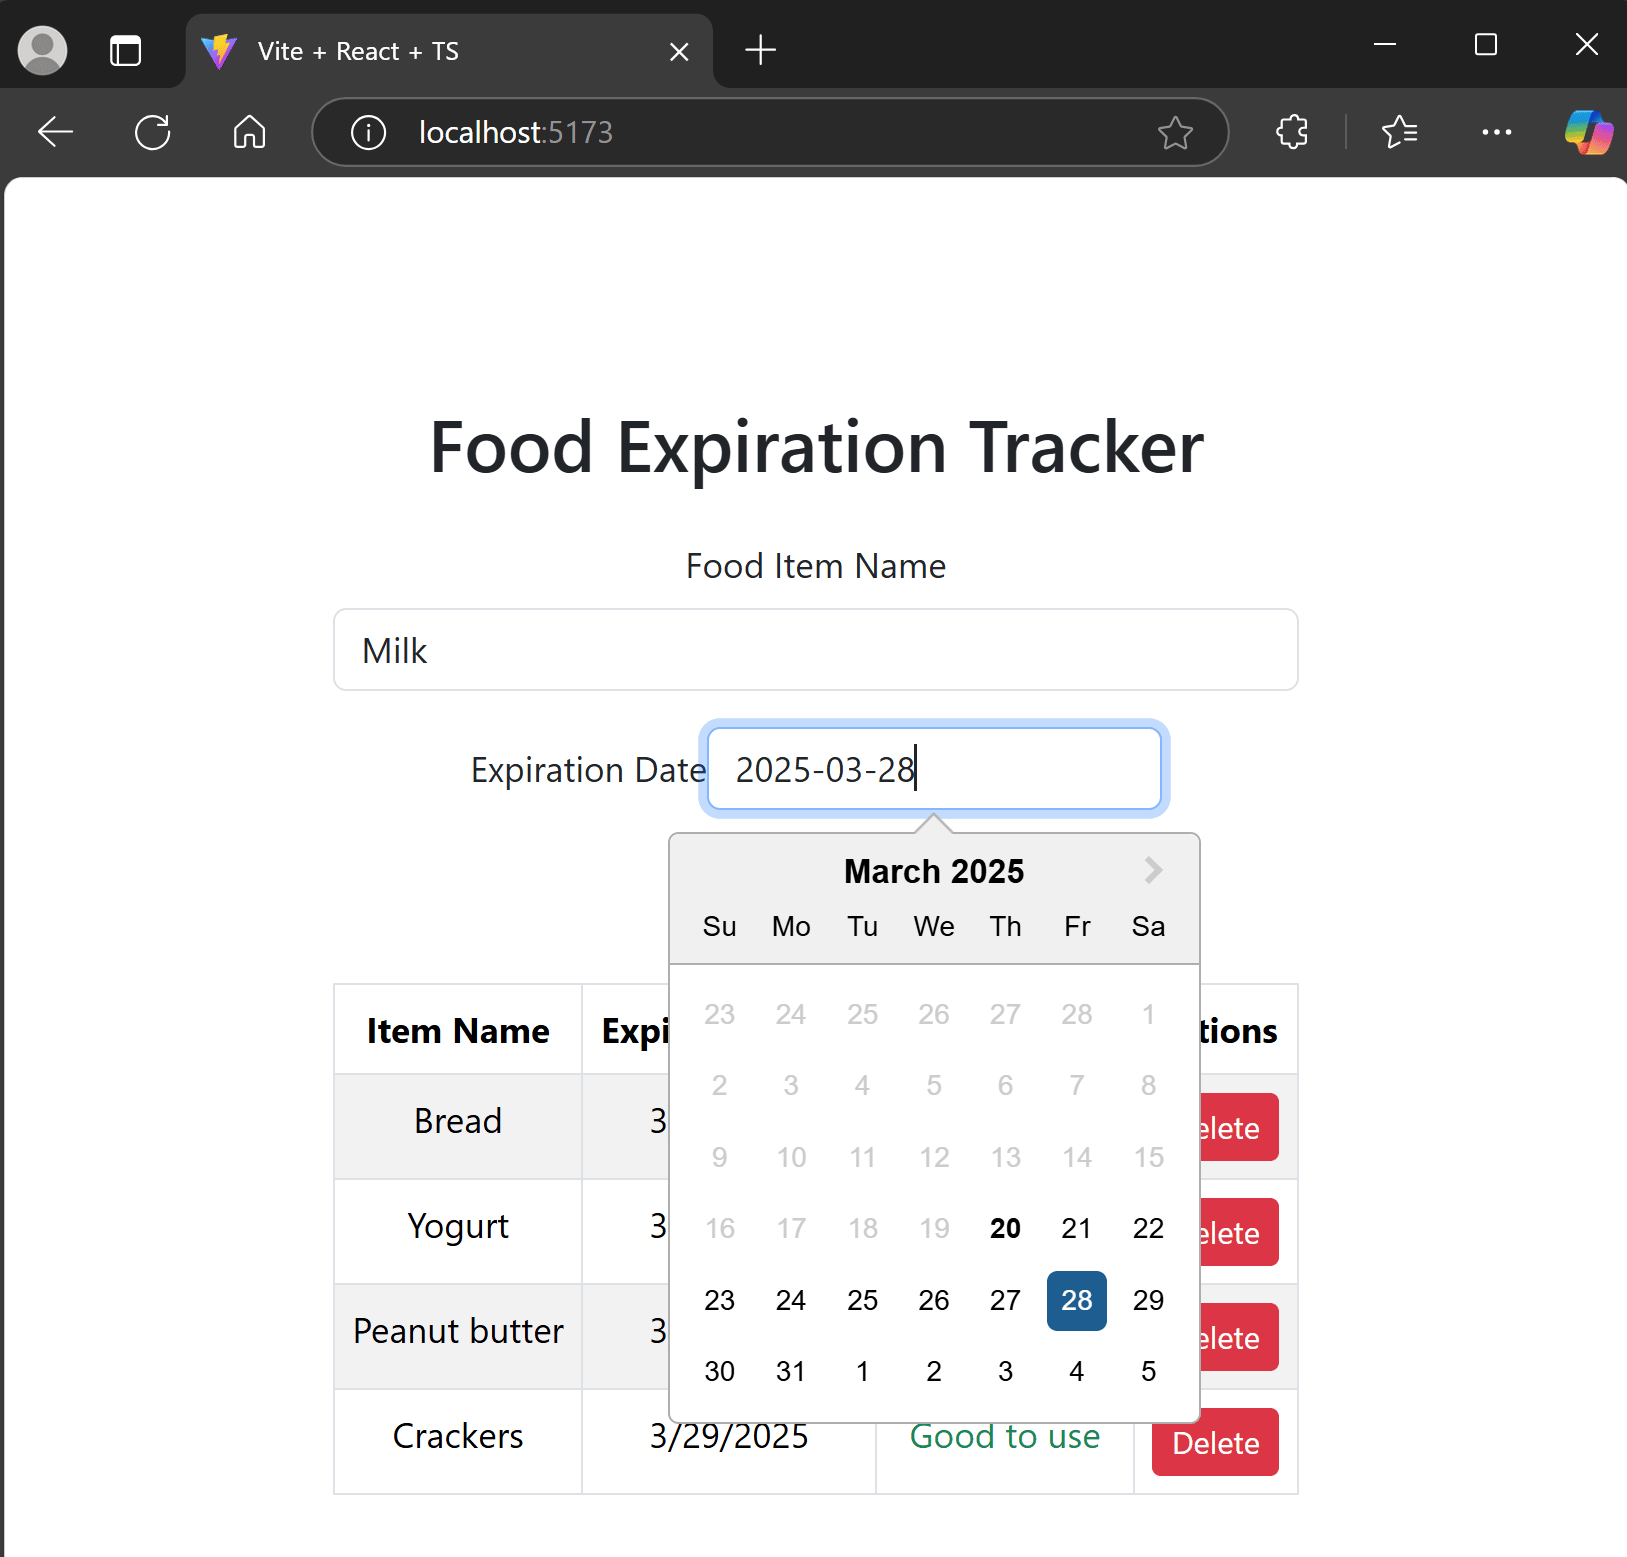 Vite + React + TS
localhost:5173
Food Expiration Tracker
Food Item Name
Milk
Expiration Date 2025-03-28
March 2025
Su Mo Tu We Th Fr Sa
23 24 25 26 27 28 1
2 3 4 5 6 7 8
9 10 11 12 13 14 15
16 17 18 19 20 21 22
23 24 25 26 27 28 29
30 31 1 2 3 4 5
Item Name Expi tions
Bread 3 elete
Yogurt 3 elete
Peanut butter 3 elete
Crackers 3/29/2025 Good to use Delete